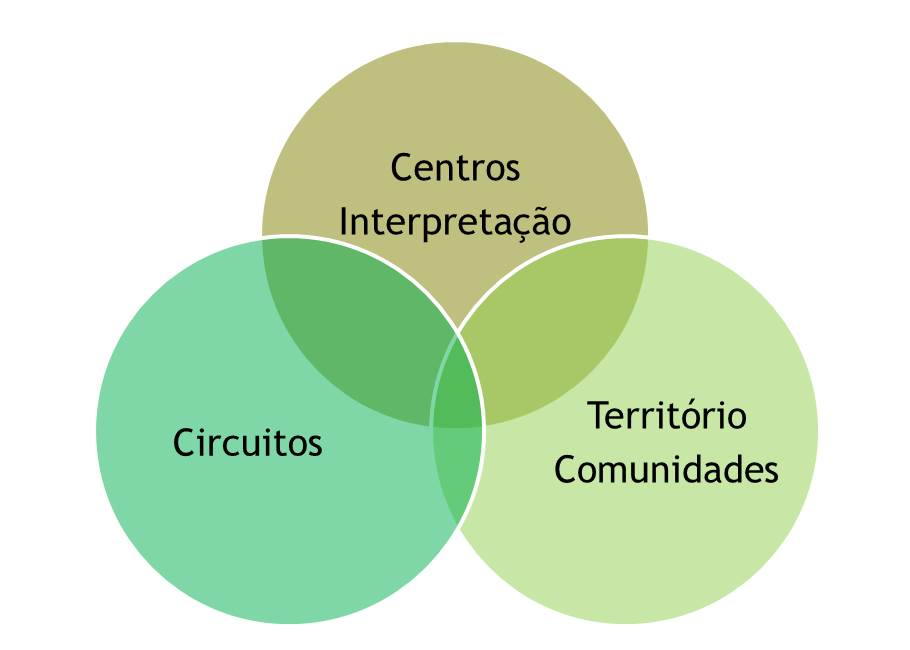 Centros
Interpretação
Circuitos
Território
Comunidades